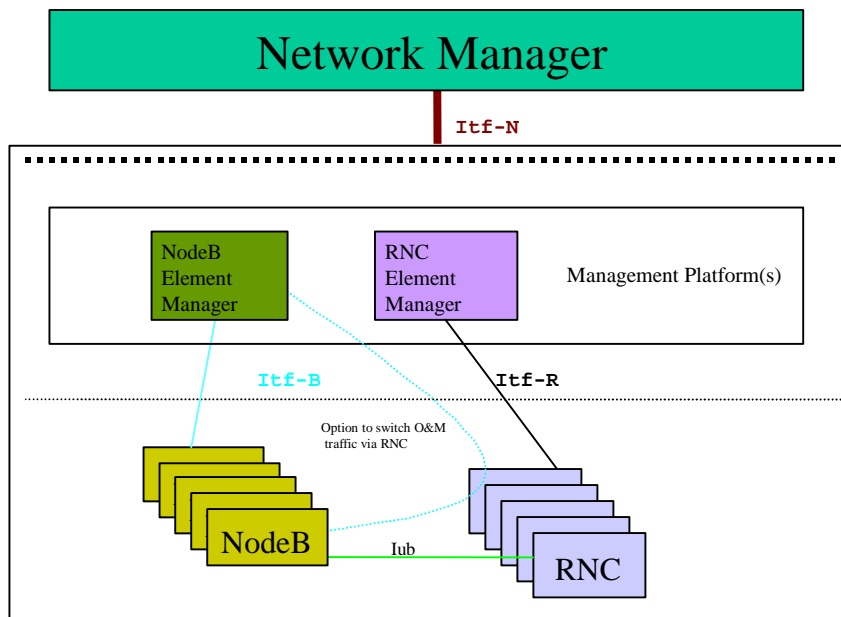 Network Manager
Itf-N
NodeB
Element
Manager
RNC
Element
Manager
Management Platform(s)
Itf-B
Itf-R
Option to switch O&M
traffic via RNC
NodeB
Iub
RNC